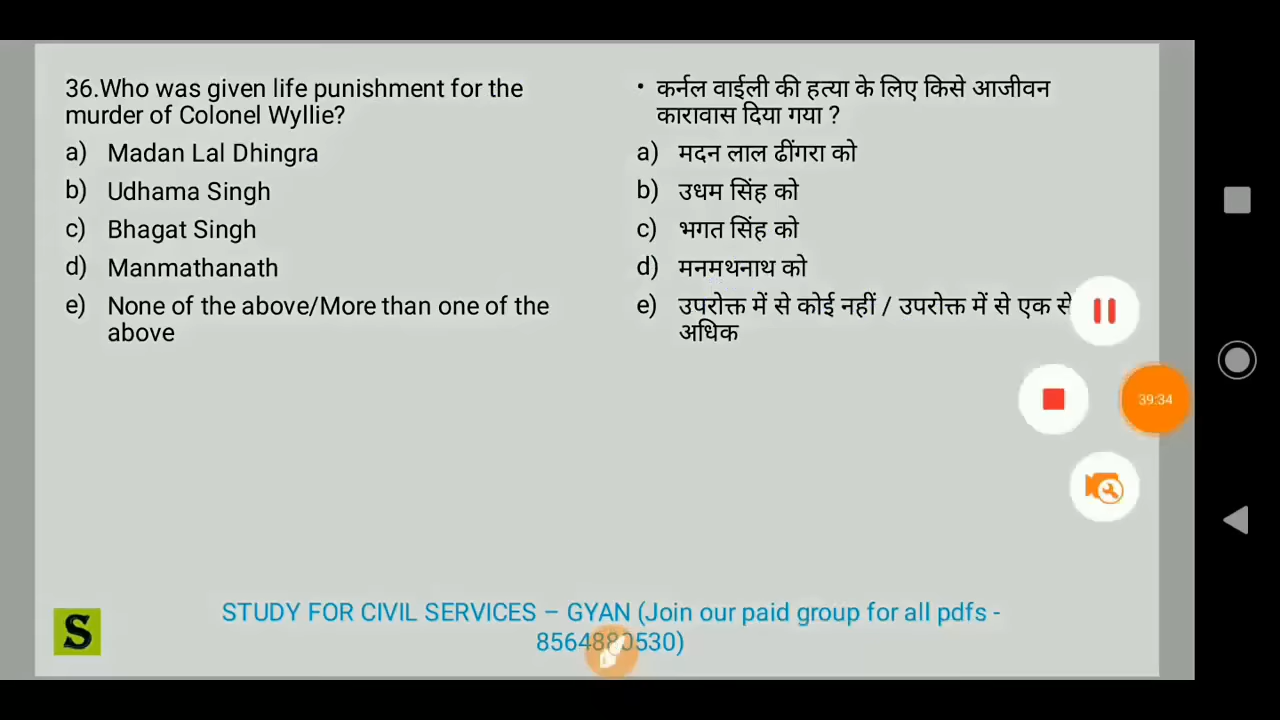 36.Who was given life punishment for the
murder of Colonel Wyllie?
a) Madan Lal Dhingra
b) Udhama Singh
c) Bhagat Singh
d) Manmathanath
e) None of the above/More than one of the
above
• कर्नल वाईली की हत्या के लिए किसे आजीवन
कारावास दिया गया ?
a) मदन लाल ढींगरा को
b) उधम सिंह को
c) भगत सिंह को
d) मनमथनाथ को
e) उपरोक्त में से कोई नहीं / उपरोक्त में से एक से
अधिक
39:34
S
STUDY FOR CIVIL SERVICES – GYAN (Join our paid group for all pdfs -
8564880530)